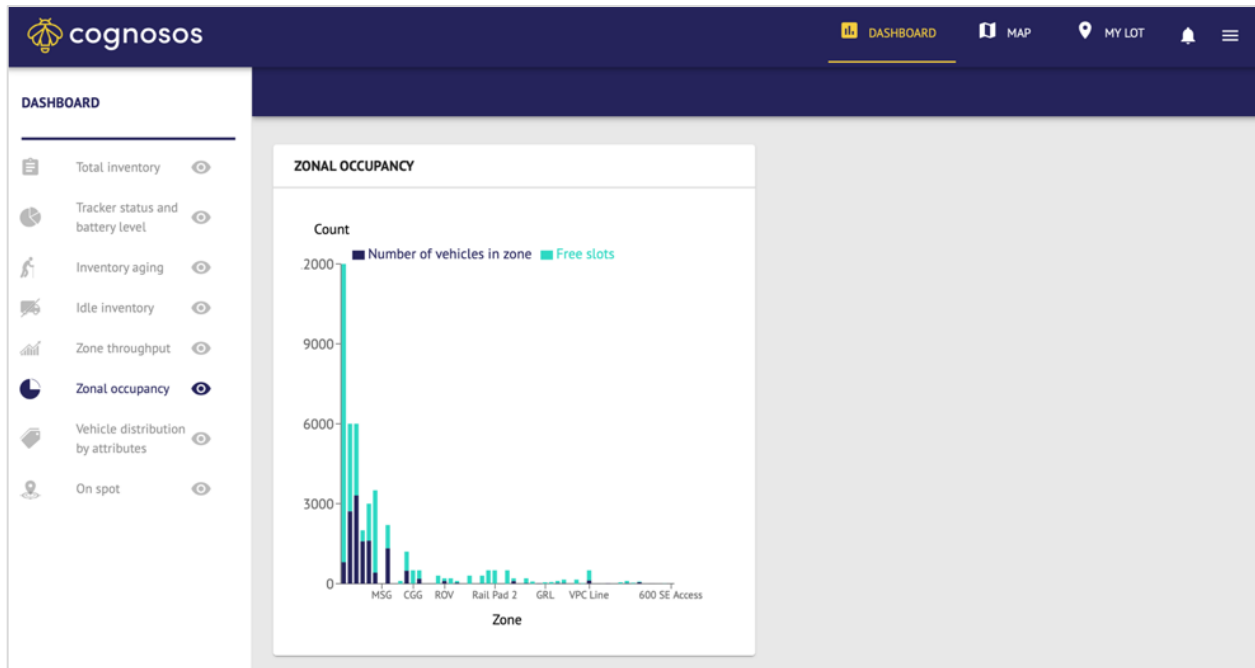 cognosos
DASHBOARD
MAP
MY LOT
DASHBOARD
Total inventory
Tracker status and
battery level
Inventory aging
Idle inventory
Zone throughput
Zonal occupancy
Vehicle distribution
by attributes
On spot
ZONAL OCCUPANCY
Count
Number of vehicles in zone Free slots
2000
9000
6000
3000
0
MSG CGG ROV Rail Pad 2 GRL VPC Line 600 SE Access
Zone